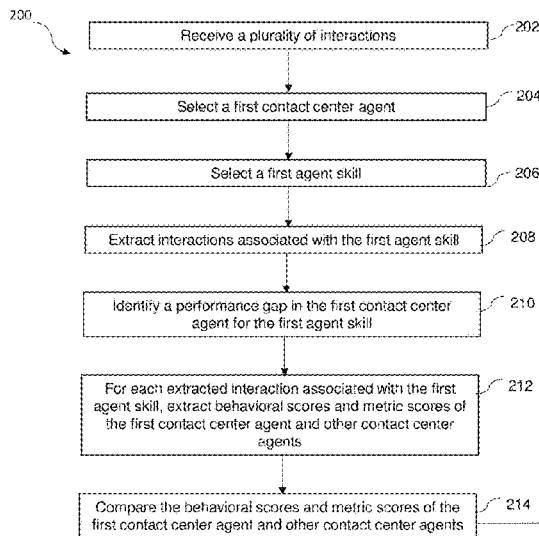 200
Receive a plurality of interactions
202
Select a first contact center agent
204
Select a first agent skill
206
Extract interactions associated with the first agent skill
208
Identify a performance gap in the first contact center
agent for the first agent skill
210
For each extracted interaction associated with the first
agent skill, extract behavioral scores and metric scores of
the first contact center agent and other contact center
agents
212
Compare the behavioral scores and metric scores of the
first contact center agent and other contact center agents
214